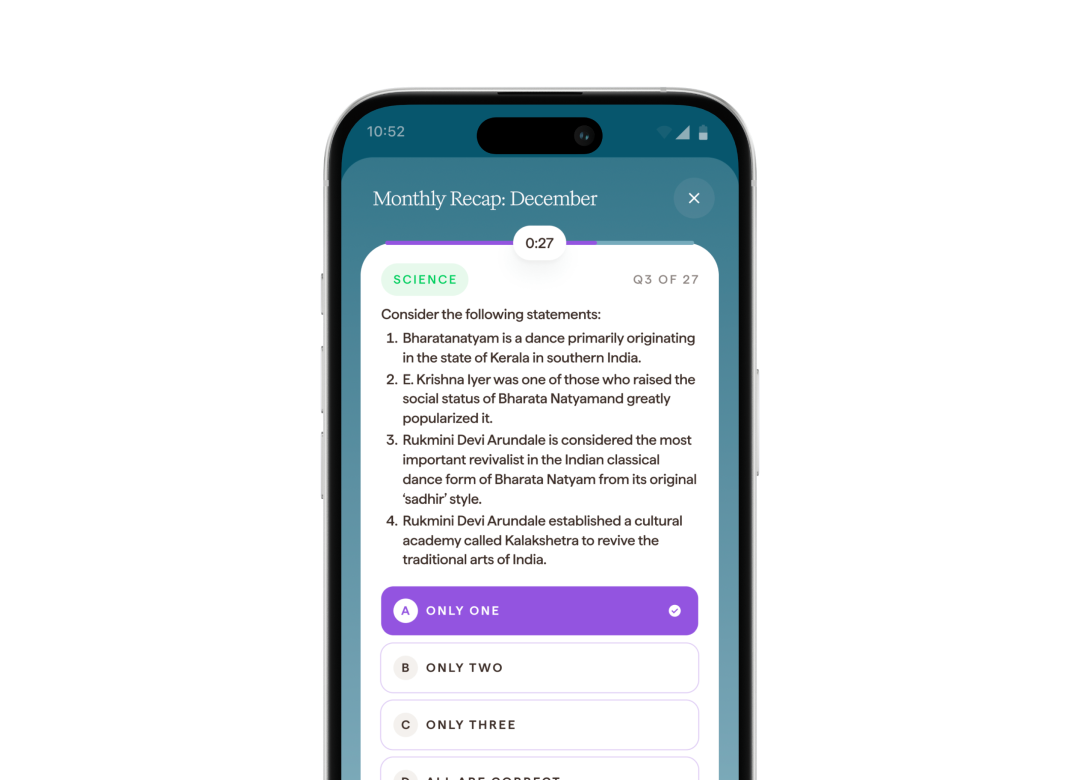 10:52
Monthly Recap: December
0:27
SCIENCE
Q3 OF 27
Consider the following statements:
1. Bharatanatyam is a dance primarily originating
in the state of Kerala in southern India.
2. E. Krishna Iyer was one of those who raised the
social status of Bharata Natyamand greatly
popularized it.
3. Rukmini Devi Arundale is considered the most
important revivalist in the Indian classical
dance form of Bharata Natyam from its original
‘sadhir’ style.
4. Rukmini Devi Arundale established a cultural
academy called Kalakshetra to revive the
traditional arts of India.
A ONLY ONE
B ONLY TWO
C ONLY THREE
D ALL ARE CORRECT